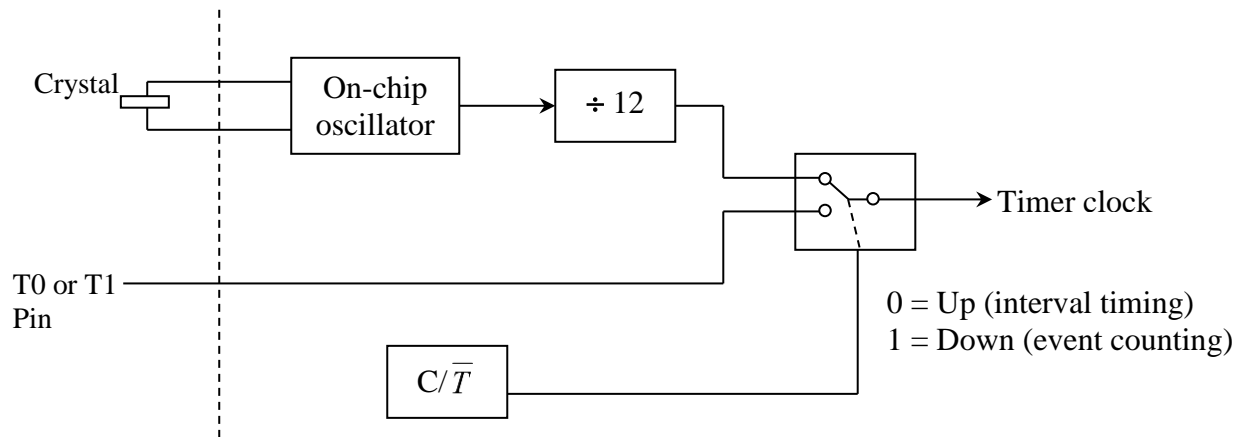 Crystal
On-chip
oscillator
÷ 12
Timer clock
T0 or T1
Pin
0 = Up (interval timing)
1 = Down (event counting)
C/T̅